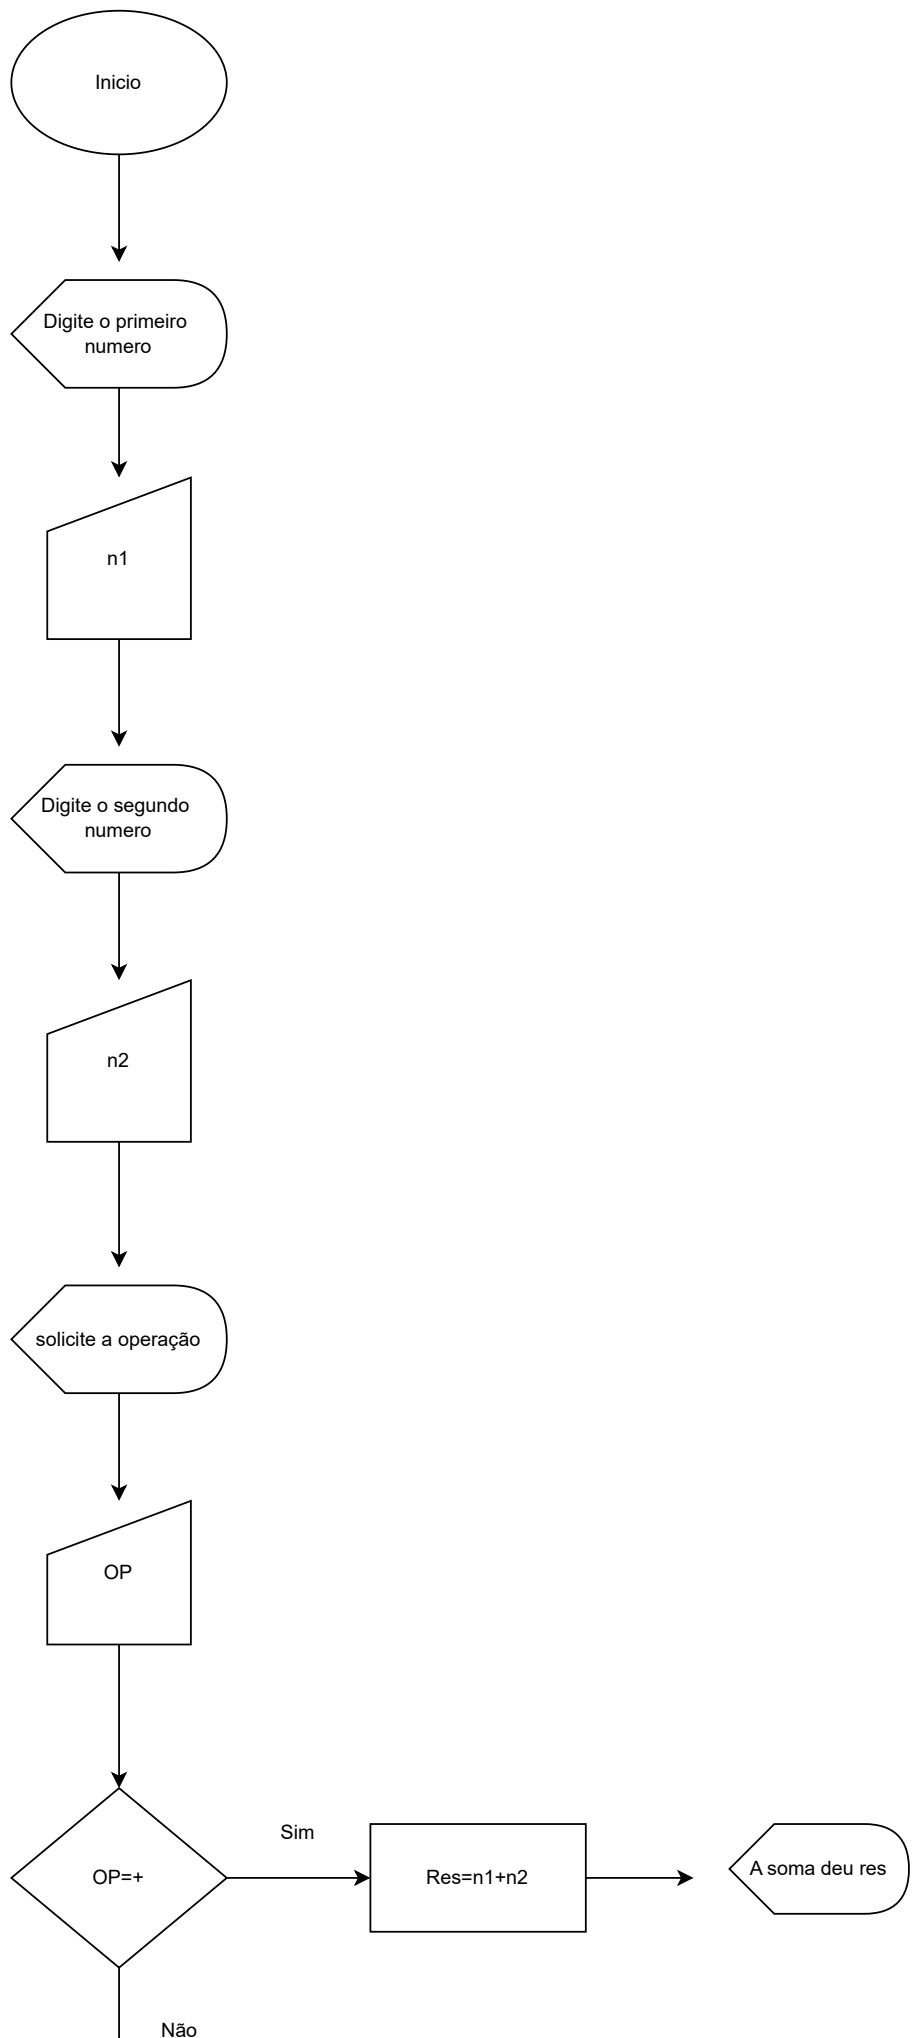 Inicio
Digite o primeiro
numero
n1
Digite o segundo
numero
n2
solicite a operação
OP
OP=+
Sim
Res=n1+n2
A soma deu res
Não